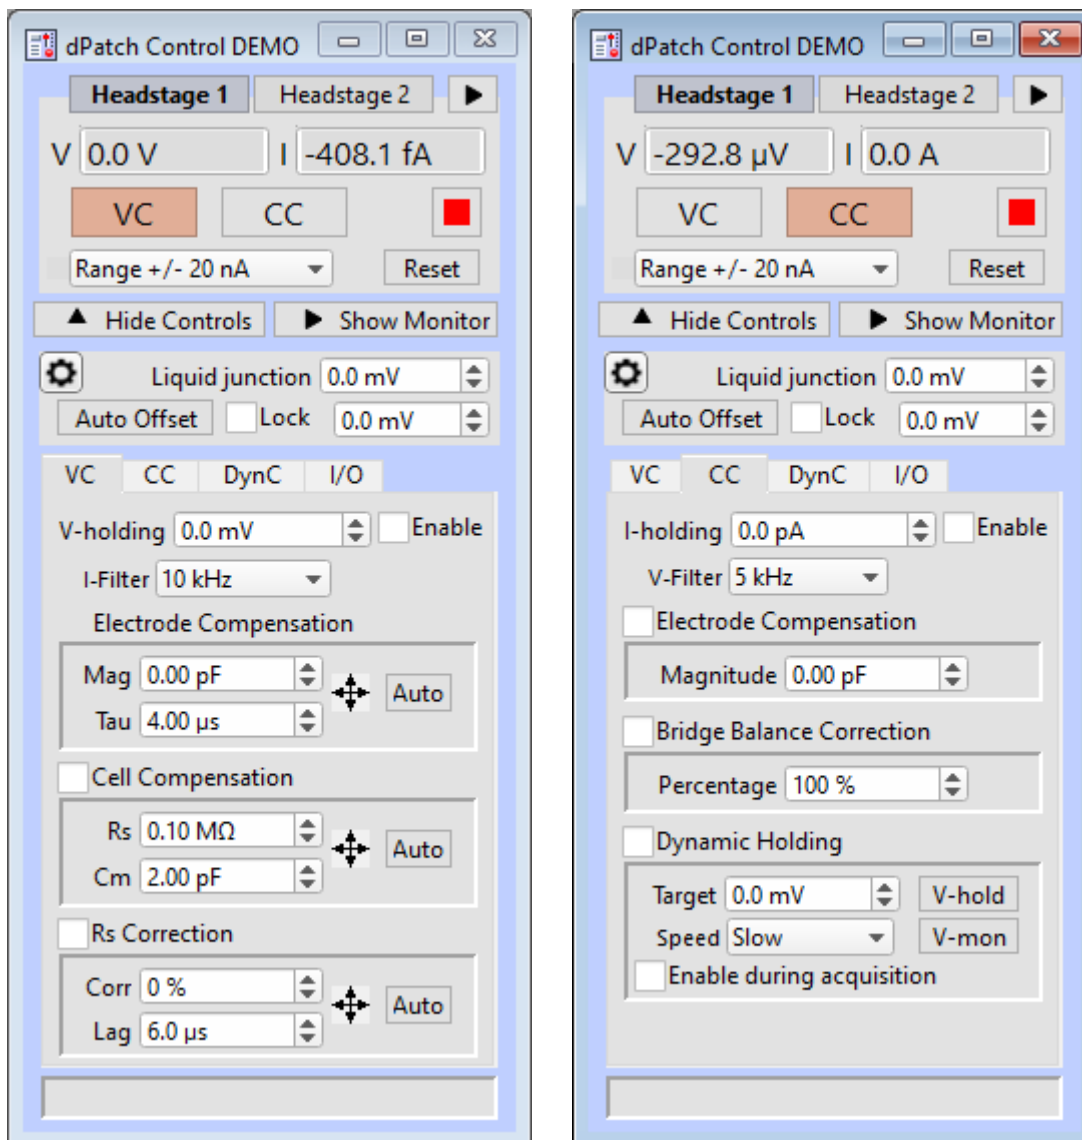 dPatch Control DEMO
Headstage 1 Headstage 2
V 0.0 V I -408.1 fA
VC CC
Range +/- 20 nA Reset
Hide Controls Show Monitor
Liquid junction 0.0 mV
Auto Offset Lock 0.0 mV
VC CC DynC I/O
V-holding 0.0 mV Enable
I-Filter 10 kHz
Electrode Compensation
Mag 0.00 pF
Auto
Tau 4.00 µs
Cell Compensation
Rs 0.10 MΩ
Auto
Cm 2.00 pF
Rs Correction
Corr 0 %
Auto
Lag 6.0 µs
dPatch Control DEMO
Headstage 1 Headstage 2
V -292.8 µV I 0.0 A
VC CC
Range +/- 20 nA Reset
Hide Controls Show Monitor
Liquid junction 0.0 mV
Auto Offset Lock 0.0 mV
VC CC DynC I/O
I-holding 0.0 pA Enable
V-Filter 5 kHz
Electrode Compensation
Magnitude 0.00 pF
Bridge Balance Correction
Percentage 100 %
Dynamic Holding
Target 0.0 mV V-hold
Speed Slow V-mon
Enable during acquisition